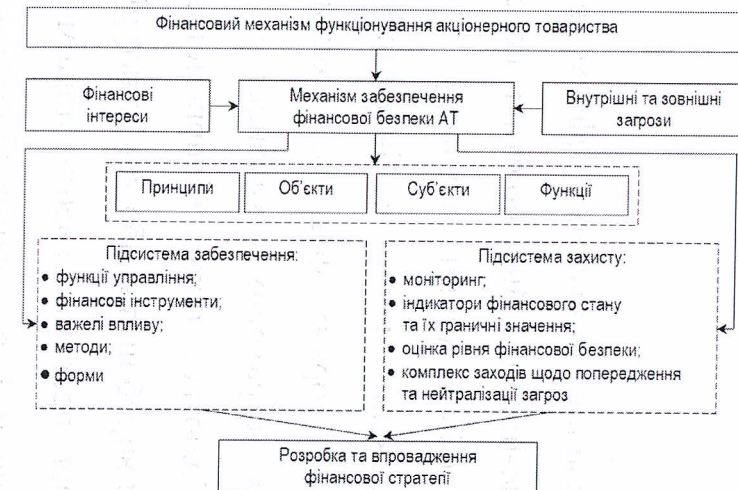 Фінансовий механізм функціонування акціонерного товариства
Фінансові
інтереси
Механізм забезпечення
фінансової безпеки АТ
Внутрішні та зовнішні
загрози
Принципи
Об'єкти
Суб'єкти
Функції
Підсистема забезпечення:
• функції управління;
• фінансові інструменти;
• важелі впливу;
• методи;
• форми
Підсистема захисту:
• моніторинг;
• індикатори фінансового стану
та їх граничні значення;
• оцінка рівня фінансової безпеки;
• комплекс заходів щодо попередження
та нейтралізації загроз
Розробка та впровадження
фінансової стратегії